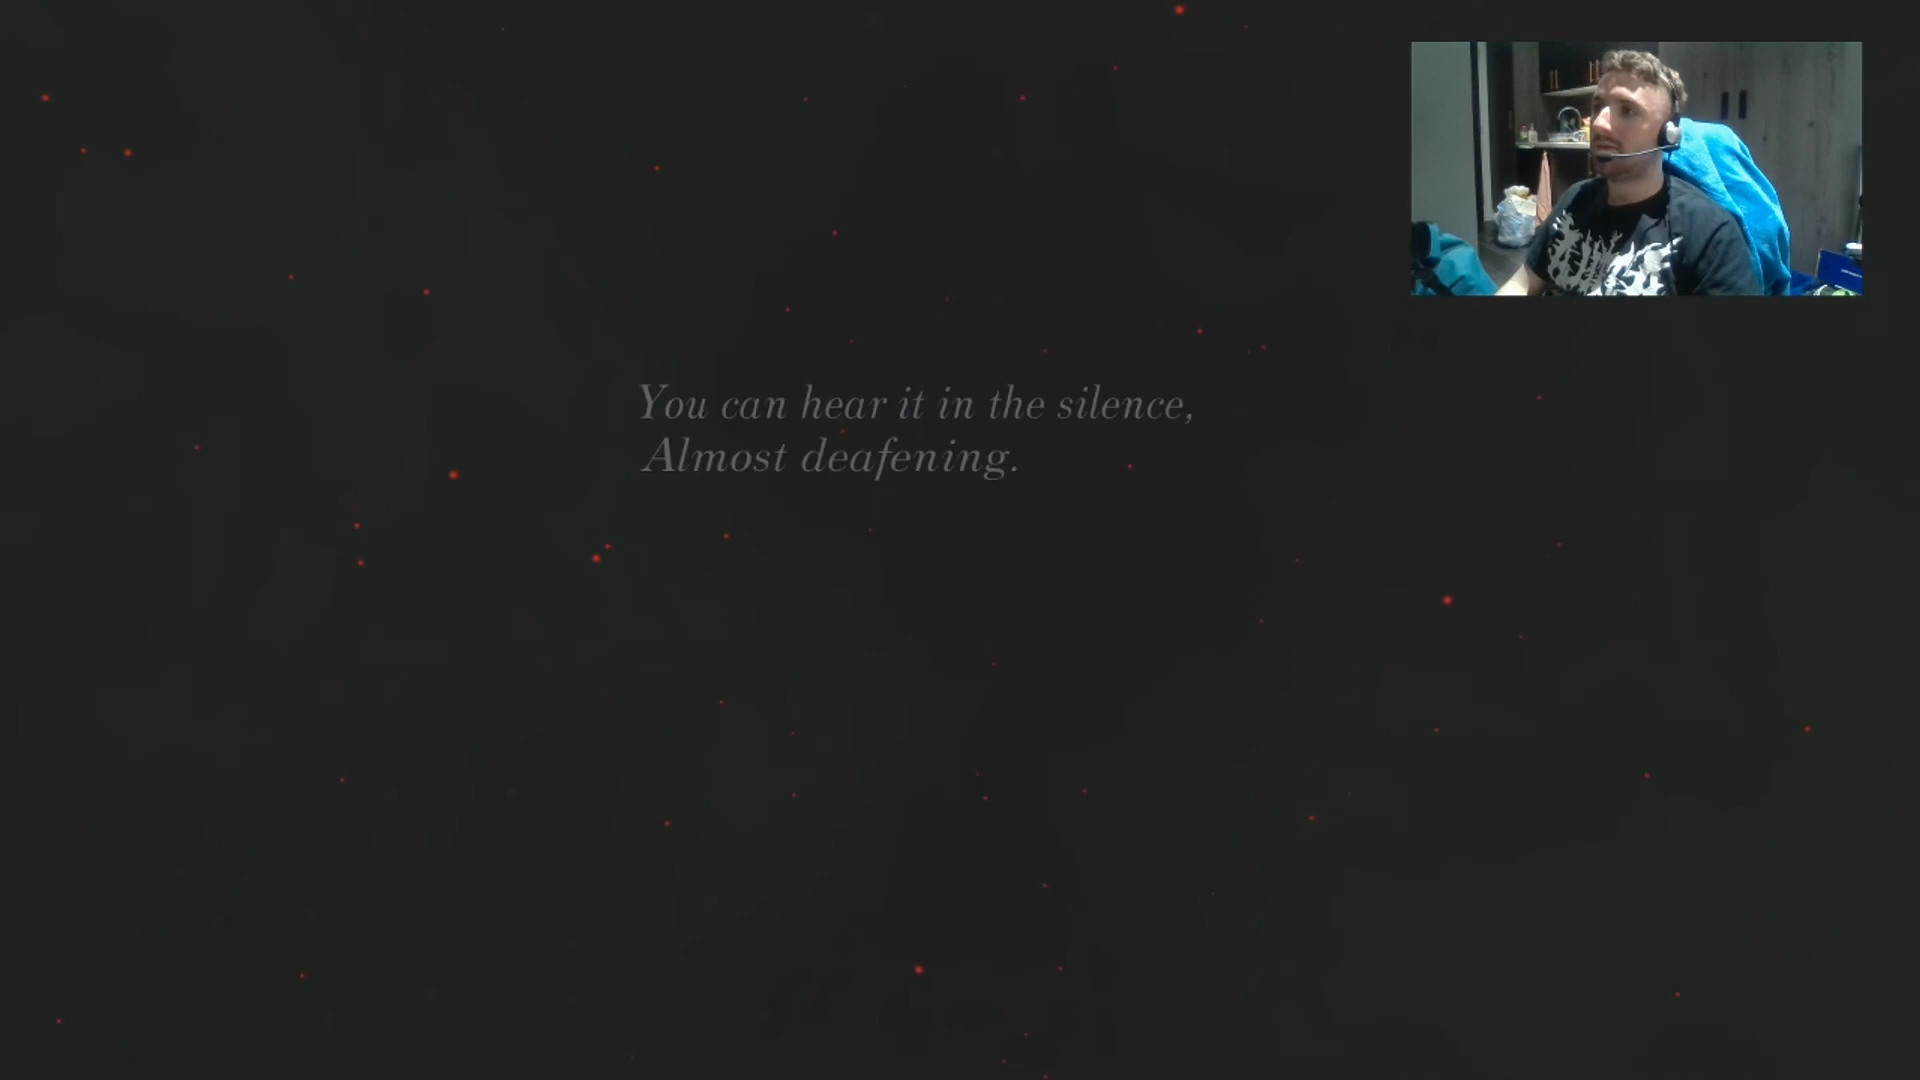 You can hear it in the silence,
Almost deafening.